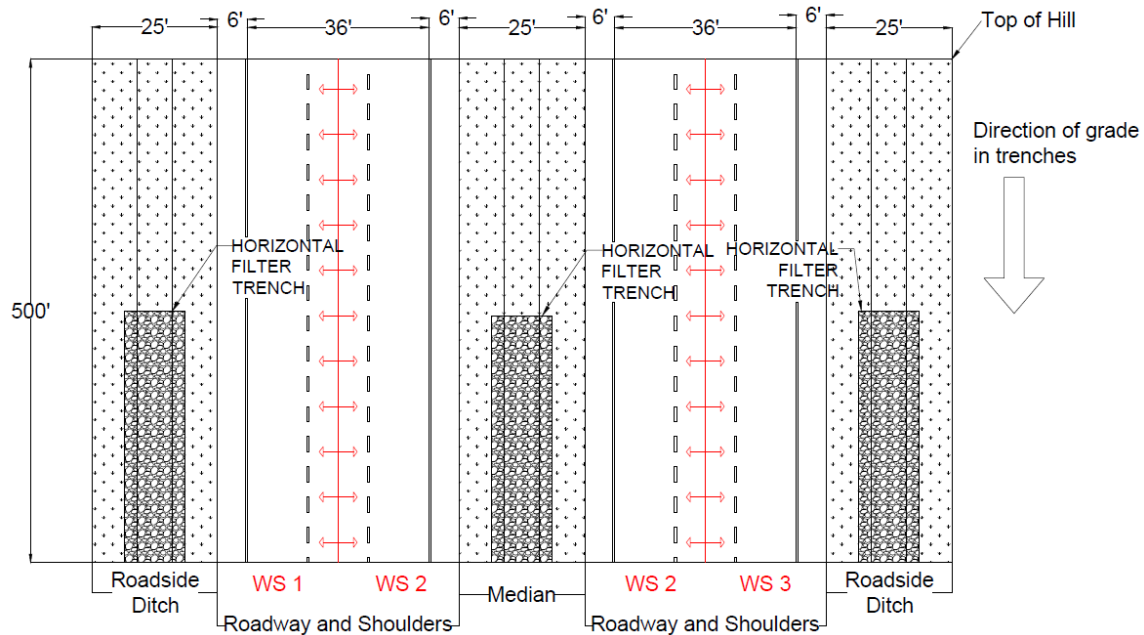 6' 6' 6' 6'
25' 36' 25' 36' 25'
Top of Hill
Direction of grade
in trenches
HORIZONTAL
FILTER
TRENCH
HORIZONTAL
FILTER
TRENCH
HORIZONTAL
FILTER
TRENCH
500'
WS 1 WS 2 WS 2 WS 3
Roadside
Ditch
Median
Roadside
Ditch
Roadway and Shoulders
Roadway and Shoulders